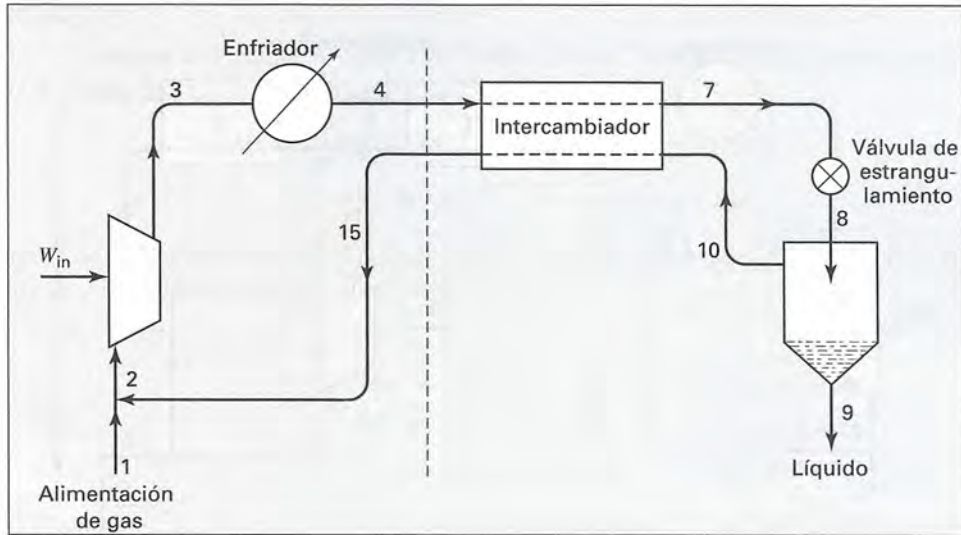 Enfriador
3
4
7
Intercambiador
Válvula de
estrangu-
lamiento
8
15
10
W_in
2
9
1
Líquido
Alimentación
de gas